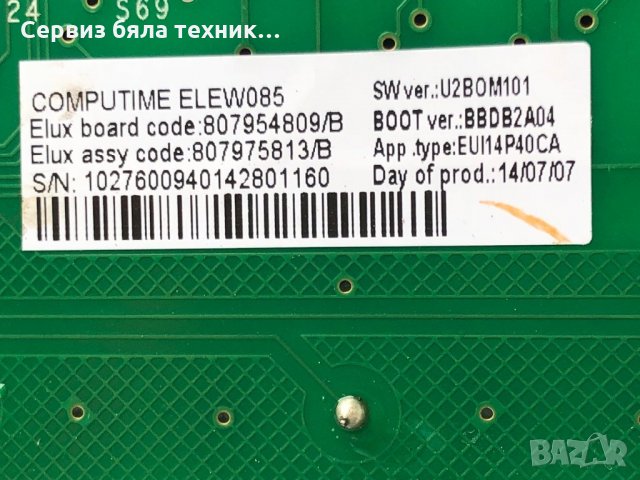 24
S69
Сервиз бяла техник...
COMPUTIME ELEW085
Elux board code:807954809/B
Elux assy code:807975813/B
S/N: 1027600940142801160
SW ver.:U2BOM101
BOOT ver.:BBDB2A04
App .type:EUI14P40CA
Day of prod.:14/07/07
BAZAR